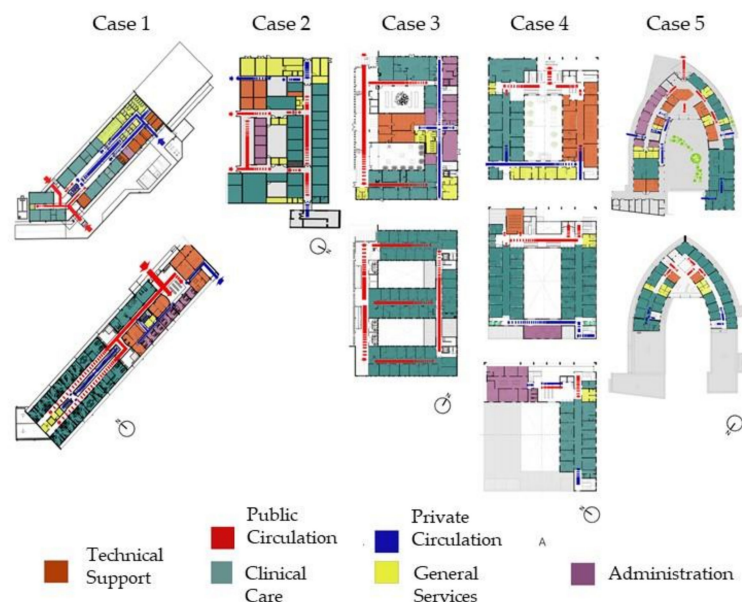 Case 1
Case 2
Case 3
Case 4
Case 5
Public
Circulation
Private
Circulation
A
Technical
Support
Clinical
Care
General
Services
Administration